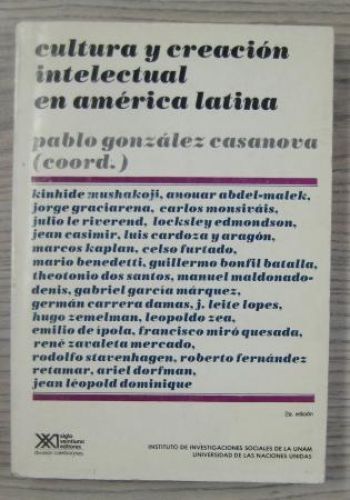 cultura y creación
intelectual
en américa latina
pablo gonzález casanova
(coord.)
kinhide mushakoji, anouar abdel-malek,
jorge graciarena, carlos monsiváis,
julio le riverend, locksley edmondson,
jean casimir, luis cardoza y aragón,
marcos kaplan, celso furtado,
mario benedetti, guillermo bonfil batalla,
theotonio dos santos, manuel maldonado-
denis, gabriel garcía márquez,
germán carrera damas, j. leite lopes,
hugo zemelman, leopoldo zea,
emilio de ípola, francisco miró quesada,
rené zavaleta mercado,
rodolfo stavenhagen, roberto fernández
retamar, ariel dorfman,
jean léopold dominique
2a. edición
siglo
veintiuno
editores
INSTITUTO DE INVESTIGACIONES SOCIALES DE LA UNAM
UNIVERSIDAD DE LAS NACIONES UNIDAS